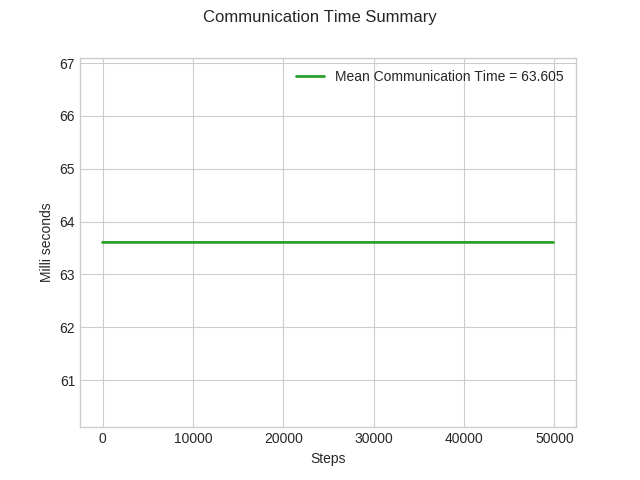 Communication Time Summary
Mean Communication Time = 63.605
67
66
65
64
63
62
61
Milli seconds
0 10000 20000 30000 40000 50000
Steps